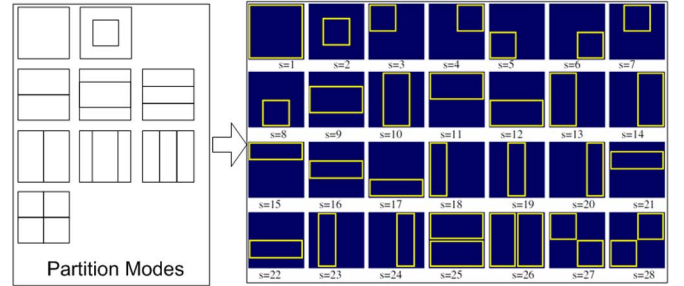 s=1 s=2 s=3 s=4 s=5 s=6 s=7
s=8 s=9 s=10 s=11 s=12 s=13 s=14
s=15 s=16 s=17 s=18 s=19 s=20 s=21
s=22 s=23 s=24 s=25 s=26 s=27 s=28
Partition Modes